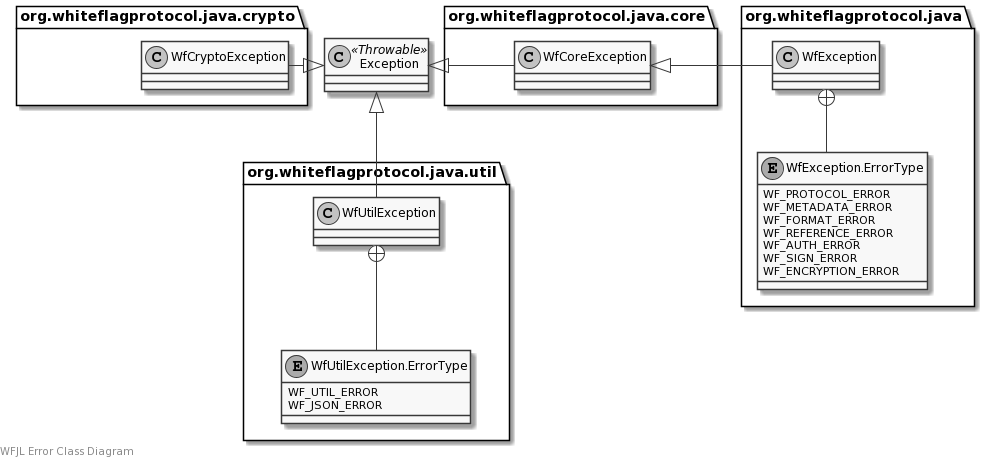 org.whiteflagprotocol.java.crypto
C WfCryptoException
C «Throwable»
Exception
org.whiteflagprotocol.java.core
C WfCoreException
org.whiteflagprotocol.java
C WfException
E WfException.ErrorType
WF_PROTOCOL_ERROR
WF_METADATA_ERROR
WF_FORMAT_ERROR
WF_REFERENCE_ERROR
WF_AUTH_ERROR
WF_SIGN_ERROR
WF_ENCRYPTION_ERROR
org.whiteflagprotocol.java.util
C WfUtilException
E WfUtilException.ErrorType
WF_UTIL_ERROR
WF_JSON_ERROR
WFJL Error Class Diagram